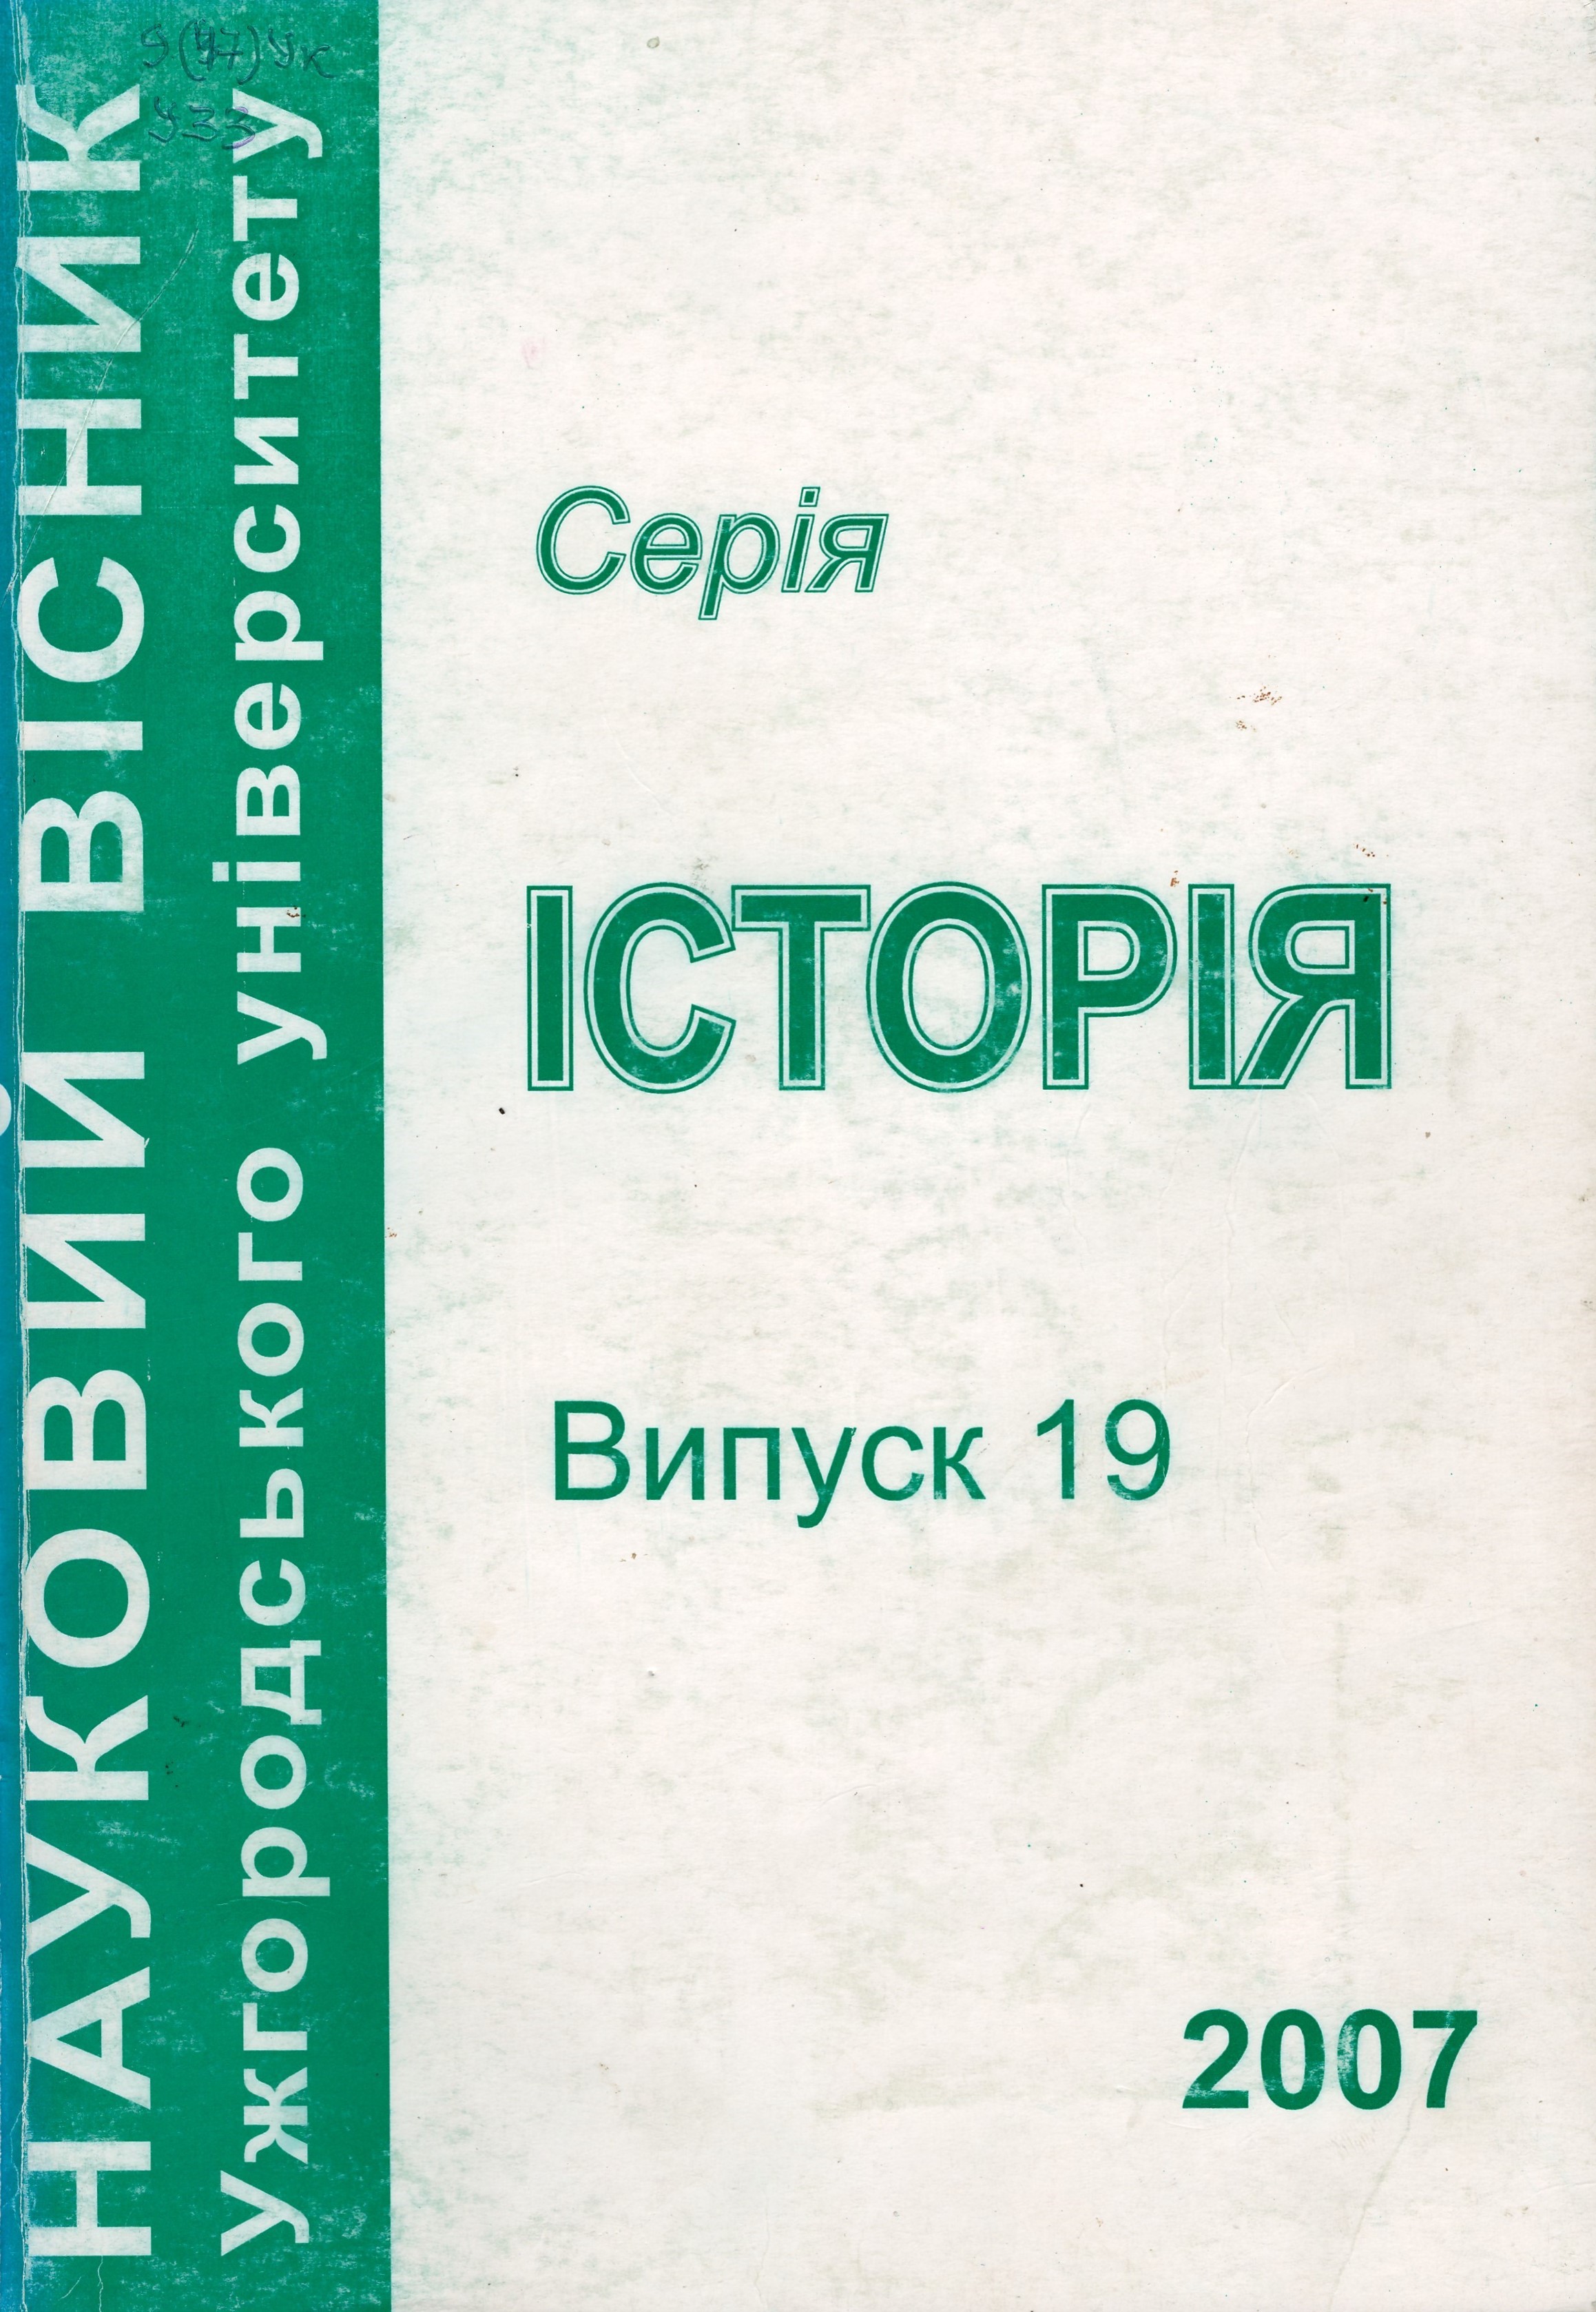 9(47)Ук
У33
НАУКОВИЙ ВІСНИК
Ужгородського університету
Серія
ІСТОРІЯ
Випуск 19
2007